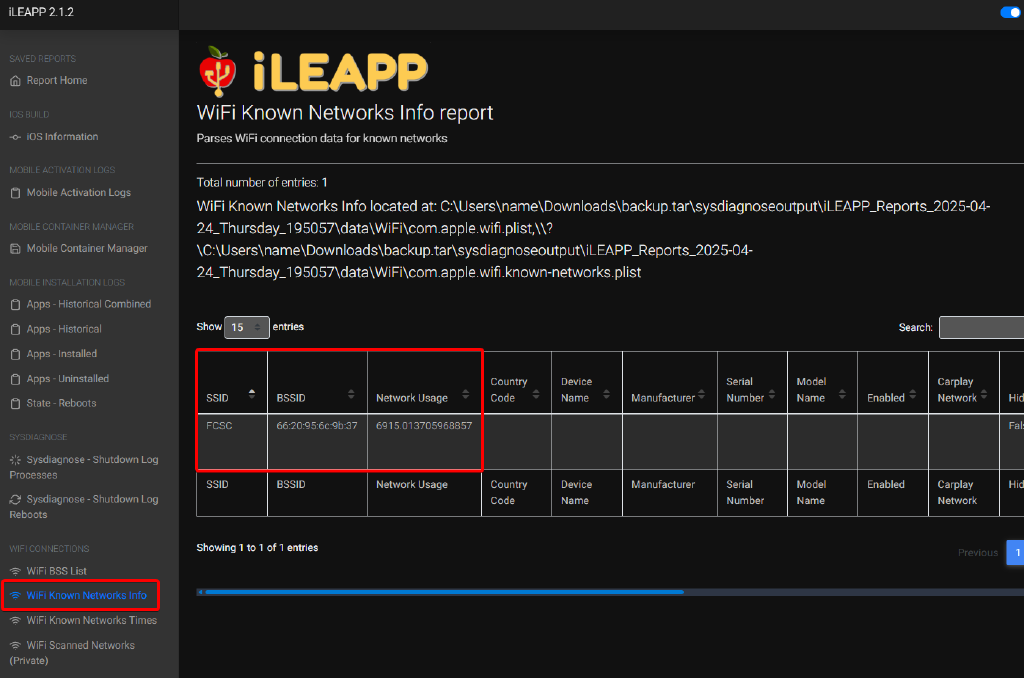 iLEAPP 2.1.2
SAVED REPORTS
Report Home
IOS BUILD
iOS Information
MOBILE ACTIVATION LOGS
Mobile Activation Logs
MOBILE CONTAINER MANAGER
Mobile Container Manager
MOBILE INSTALLATION LOGS
Apps - Historical Combined
Apps - Historical
Apps - Installed
Apps - Uninstalled
State - Reboots
SYSDIAGNOSE
Sysdiagnose - Shutdown Log
Processes
Sysdiagnose - Shutdown Log
Reboots
WIFI CONNECTIONS
WiFi BSS List
WiFi Known Networks Info
WiFi Known Networks Times
WiFi Scanned Networks
(Private)
iLEAPP
WiFi Known Networks Info report
Parses WiFi connection data for known networks
Total number of entries: 1
WiFi Known Networks Info located at: C:\Users\name\Downloads\backup.tar\sysdiagnoseoutput\iLEAPP_Reports_2025-04-
24_Thursday_195057\data\WiFi\com.apple.wifi.plist,\\?
\C:\Users\name\Downloads\backup.tar\sysdiagnoseoutput\iLEAPP_Reports_2025-04-
24_Thursday_195057\data\WiFi\com.apple.wifi.known-networks.plist
Show 15 entries
Search:
SSID BSSID Network Usage Country Code Device Name Manufacturer Serial Number Model Name Enabled Carplay Network Hid
FCSC 66:20:95:6c:9b:37 6915.013705968857 Fals
SSID BSSID Network Usage Country Code Device Name Manufacturer Serial Number Model Name Enabled Carplay Network Hid
Showing 1 to 1 of 1 entries
Previous 1